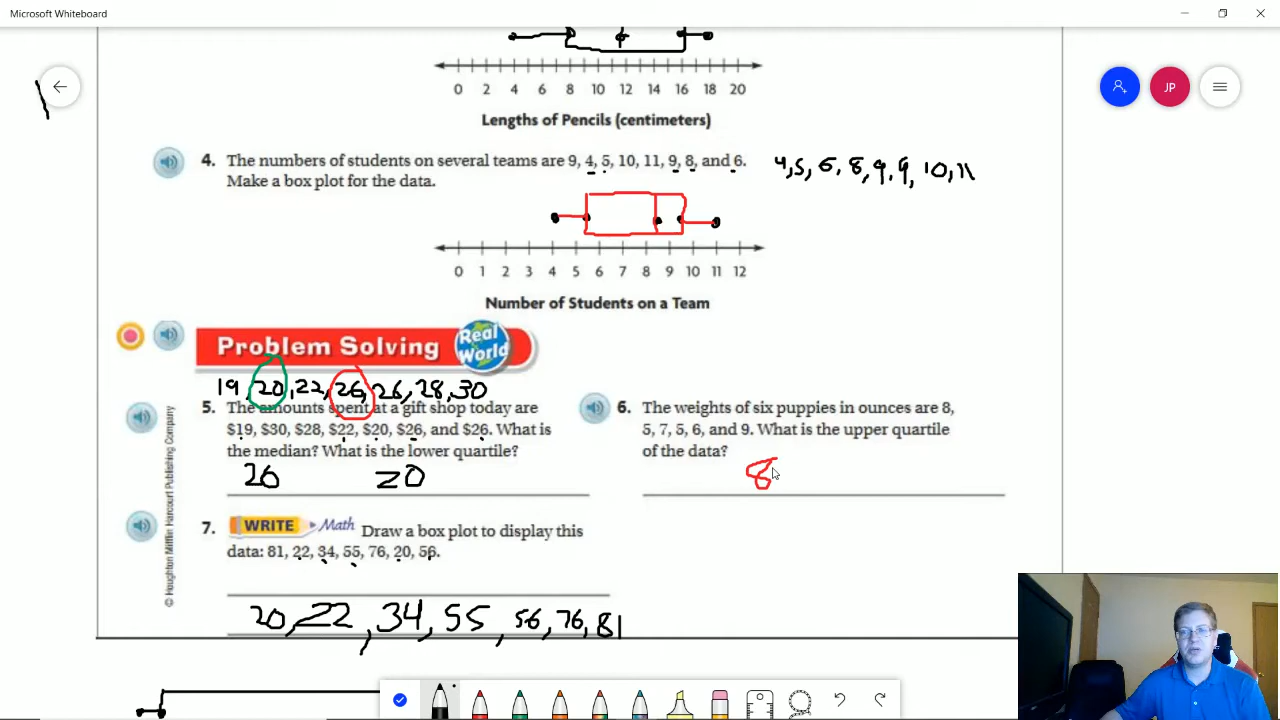 Microsoft Whiteboard
JP
0 2 4 6 8 10 12 14 16 18 20
Lengths of Pencils (centimeters)
4. The numbers of students on several teams are 9, 4, 5, 10, 11, 9, 8, and 6.
Make a box plot for the data.
4,5, 6, 8, 9, 9, 10, 11
0 1 2 3 4 5 6 7 8 9 10 11 12
Number of Students on a Team
Problem Solving Real World
19, 20, 22, 26, 26, 28, 30
5. The amounts spent at a gift shop today are
$19, $30, $28, $22, $20, $26, and $26. What is
the median? What is the lower quartile?
26 20
6. The weights of six puppies in ounces are 8,
5, 7, 5, 6, and 9. What is the upper quartile
of the data?
8
7. WRITE Math Draw a box plot to display this
data: 81, 22, 34, 55, 76, 20, 56.
20, 22, 34, 55, 56, 76, 81
© Houghton Mifflin Harcourt Publishing Company